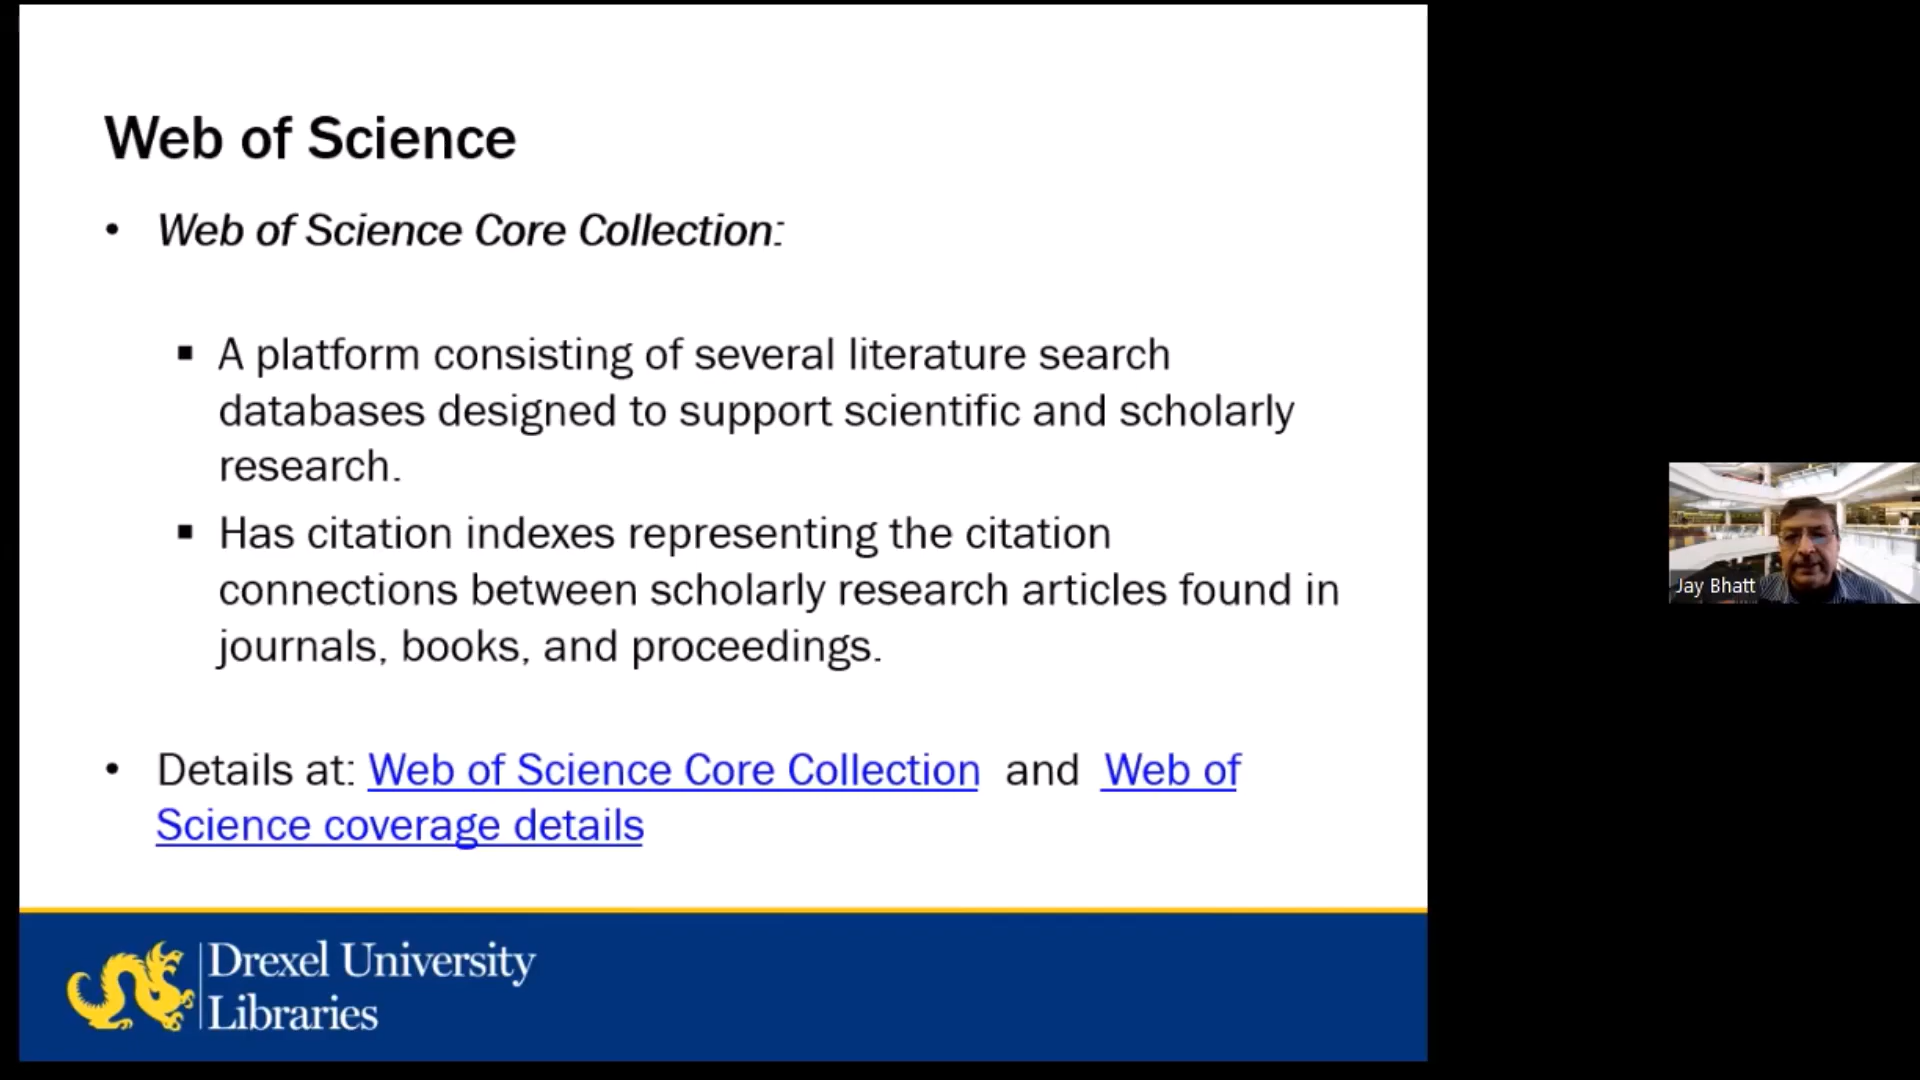 Web of Science
• Web of Science Core Collection:
▪ A platform consisting of several literature search
databases designed to support scientific and scholarly
research.
▪ Has citation indexes representing the citation
connections between scholarly research articles found in
journals, books, and proceedings.
• Details at: Web of Science Core Collection and Web of
Science coverage details
Drexel University
Libraries
Jay Bhatt